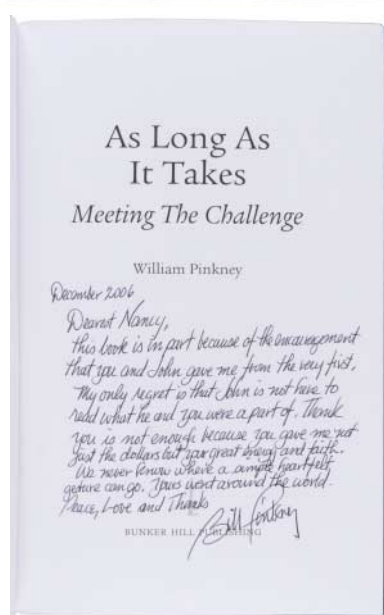 As Long As
It Takes
Meeting The Challenge
William Pinkney
December 2006
Dearest Nancy,
This book is in part because of the encouragement
that you and John gave me from the very first.
My only regret is that John is not here to
read what he and you were a part of. Thank
you is not enough because you gave me not
just the dollars but your great energy and faith.
We never know where a simple heartfelt
gesture can go. Yours went around the world.
Peace, Love and Thanks
Bill Pinkney
BUNKER HILL PUBLISHING